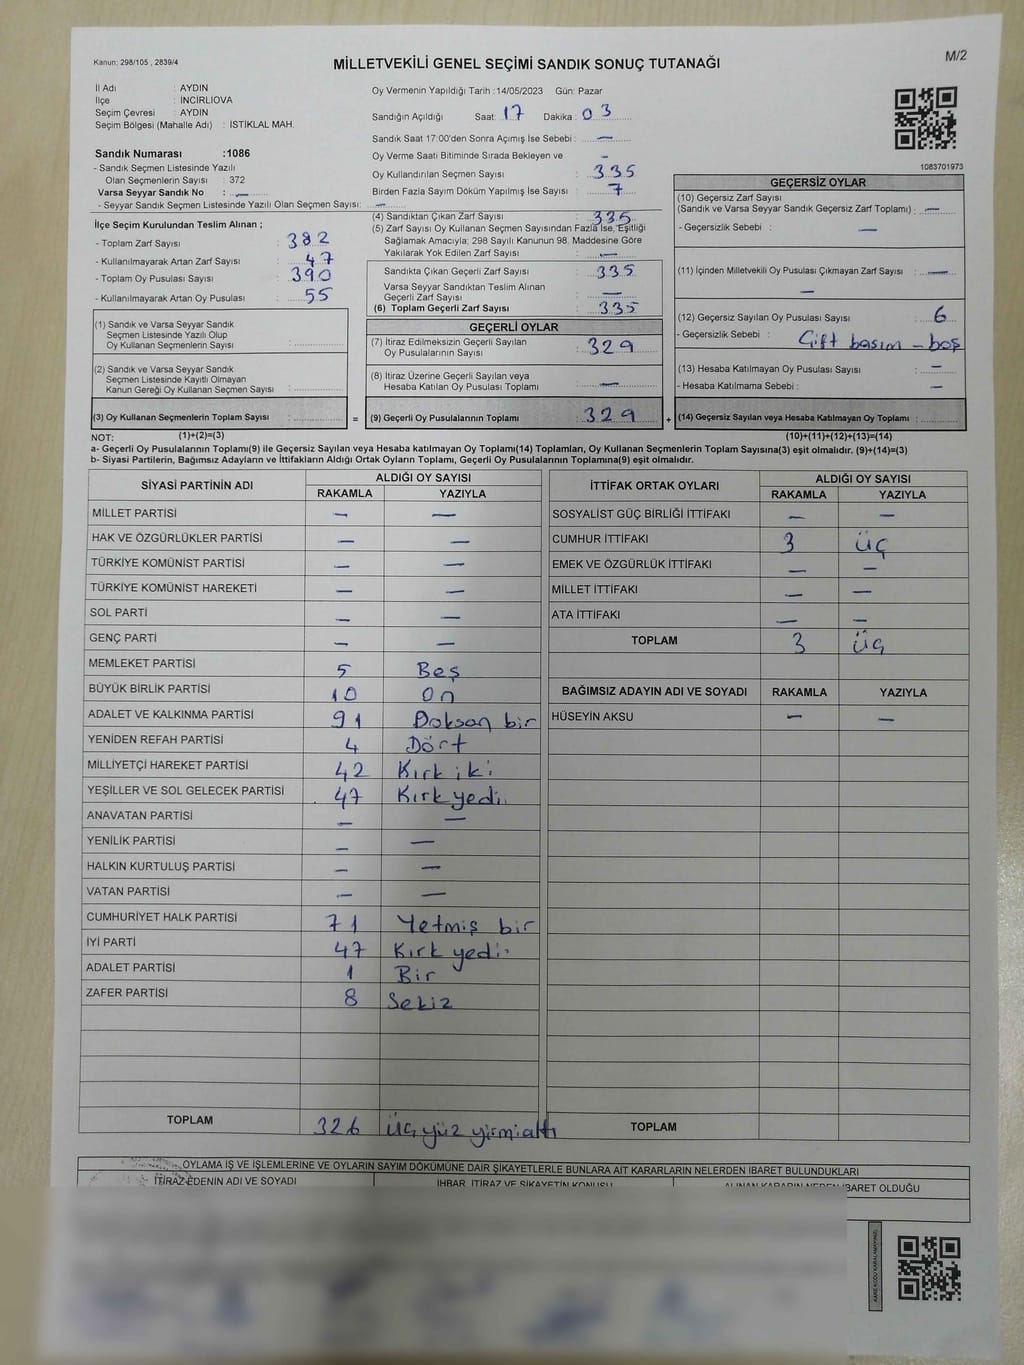 Kanun: 298/105 , 2839/4
MİLLETVEKİLİ GENEL SEÇİMİ SANDIK SONUÇ TUTANAĞI
M/2
İl Adı : AYDIN
İlçe : İNCİRLİOVA
Seçim Çevresi : AYDIN
Seçim Bölgesi (Mahalle Adı) : İSTİKLAL MAH.
Sandık Numarası :1086
- Sandık Seçmen Listesinde Yazılı
Olan Seçmenlerin Sayısı : 372
Varsa Seyyar Sandık No : —
- Seyyar Sandık Seçmen Listesinde Yazılı Olan Seçmen Sayısı: —
İlçe Seçim Kurulundan Teslim Alınan ;
- Toplam Zarf Sayısı : 382
- Kullanılmayarak Artan Zarf Sayısı : 47
- Toplam Oy Pusulası Sayısı : 390
- Kullanılmayarak Artan Oy Pusulası : 55
(1) Sandık ve Varsa Seyyar Sandık
Seçmen Listesinde Yazılı Olup
Oy Kullanan Seçmenlerin Sayısı :
(2) Sandık ve Varsa Seyyar Sandık
Seçmen Listesinde Kayıtlı Olmayan
Kanun Gereği Oy Kullanan Seçmen Sayısı :
(3) Oy Kullanan Seçmenlerin Toplam Sayısı :
(1)+(2)=(3)
Oy Vermenin Yapıldığı Tarih :14/05/2023 Gün: Pazar
Sandığın Açıldığı Saat: 17 Dakika: 03
Sandık Saat 17:00'den Sonra Açımış İse Sebebi : —
Oy Verme Saati Bitiminde Sırada Bekleyen ve —
Oy Kullandırılan Seçmen Sayısı : 335
Birden Fazla Sayım Döküm Yapılmış İse Sayısı : 7
(4) Sandıktan Çıkan Zarf Sayısı : 335
(5) Zarf Sayısı Oy Kullanan Seçmen Sayısından Fazla İse, Eşitliği
Sağlamak Amacıyla; 298 Sayılı Kanunun 98. Maddesine Göre
Yakılarak Yok Edilen Zarf Sayısı : —
Sandıkta Çıkan Geçerli Zarf Sayısı : 335
Varsa Seyyar Sandıktan Teslim Alınan
Geçerli Zarf Sayısı : —
(6) Toplam Geçerli Zarf Sayısı : 335
GEÇERLİ OYLAR
(7) İtiraz Edilmeksizin Geçerli Sayılan
Oy Pusulalarının Sayısı : 329
(8) İtiraz Üzerine Geçerli Sayılan veya
Hesaba Katılan Oy Pusulası Toplamı : —
= (9) Geçerli Oy Pusulalarının Toplamı : 329 +
1083701973
GEÇERSİZ OYLAR
(10) Geçersiz Zarf Sayısı
(Sandık ve Varsa Seyyar Sandık Geçersiz Zarf Toplamı) : —
- Geçersizlik Sebebi : —
(11) İçinden Milletvekili Oy Pusulası Çıkmayan Zarf Sayısı : —
—
(12) Geçersiz Sayılan Oy Pusulası Sayısı : 6
- Geçersizlik Sebebi : Çift basım - boş
(13) Hesaba Katılmayan Oy Pusulası Sayısı : —
- Hesaba Katılmama Sebebi : —
(14) Geçersiz Sayılan veya Hesaba Katılmayan Oy Toplamı :
(10)+(11)+(12)+(13)=(14)
NOT:
a- Geçerli Oy Pusulalarının Toplamı(9) ile Geçersiz Sayılan veya Hesaba katılmayan Oy Toplamı(14) Toplamları, Oy Kullanan Seçmenlerin Toplam Sayısına(3) eşit olmalıdır. (9)+(14)=(3)
b- Siyasi Partilerin, Bağımsız Adayların ve İttifakların Aldığı Ortak Oyların Toplamı, Geçerli Oy Pusulalarının Toplamına(9) eşit olmalıdır.
SİYASİ PARTİNİN ADI ALDIĞI OY SAYISI
RAKAMLA YAZIYLA
MİLLET PARTİSİ — —
HAK VE ÖZGÜRLÜKLER PARTİSİ — —
TÜRKİYE KOMÜNİST PARTİSİ — —
TÜRKİYE KOMÜNİST HAREKETİ — —
SOL PARTİ — —
GENÇ PARTİ — —
MEMLEKET PARTİSİ 5 Beş
BÜYÜK BİRLİK PARTİSİ 10 On
ADALET VE KALKINMA PARTİSİ 91 Doksan bir
YENİDEN REFAH PARTİSİ 4 Dört
MİLLİYETÇİ HAREKET PARTİSİ 42 Kırk iki
YEŞİLLER VE SOL GELECEK PARTİSİ 47 Kırk yedi
ANAVATAN PARTİSİ — —
YENİLİK PARTİSİ — —
HALKIN KURTULUŞ PARTİSİ — —
VATAN PARTİSİ — —
CUMHURİYET HALK PARTİSİ 71 Yetmiş bir
İYİ PARTİ 47 Kırk yedi
ADALET PARTİSİ 1 Bir
ZAFER PARTİSİ 8 Sekiz
TOPLAM 326 Üç yüz yirmialtı
İTTİFAK ORTAK OYLARI ALDIĞI OY SAYISI
RAKAMLA YAZIYLA
SOSYALİST GÜÇ BİRLİĞİ İTTİFAKI — —
CUMHUR İTTİFAKI 3 üç
EMEK VE ÖZGÜRLÜK İTTİFAKI — —
MİLLET İTTİFAKI — —
ATA İTTİFAKI — —
TOPLAM 3 üç
BAĞIMSIZ ADAYIN ADI VE SOYADI RAKAMLA YAZIYLA
HÜSEYİN AKSU — —
TOPLAM
OYLAMA İŞ VE İŞLEMLERİNE VE OYLARIN SAYIM DÖKÜMÜNE DAİR ŞİKAYETLERLE BUNLARA AİT KARARLARIN NELERDEN İBARET BULUNDUKLARI
İTİRAZ EDENİN ADI VE SOYADI İHBAR, İTİRAZ VE ŞİKAYETİN KONUSU ALINAN KARARIN NEDEN İBARET OLDUĞU